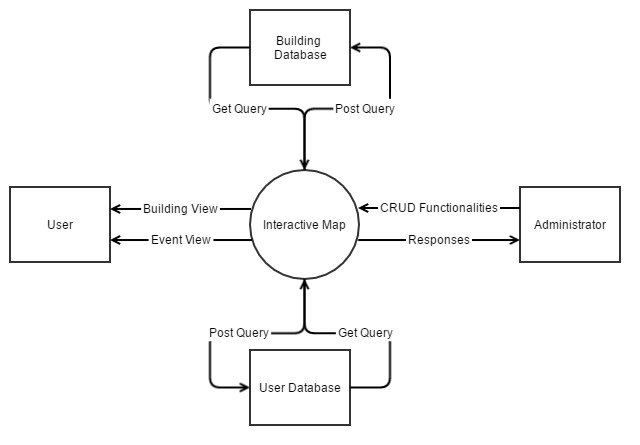 Building
Database
Get Query
Post Query
User
Building View
Event View
Interactive Map
CRUD Functionalities
Responses
Administrator
Post Query
Get Query
User Database